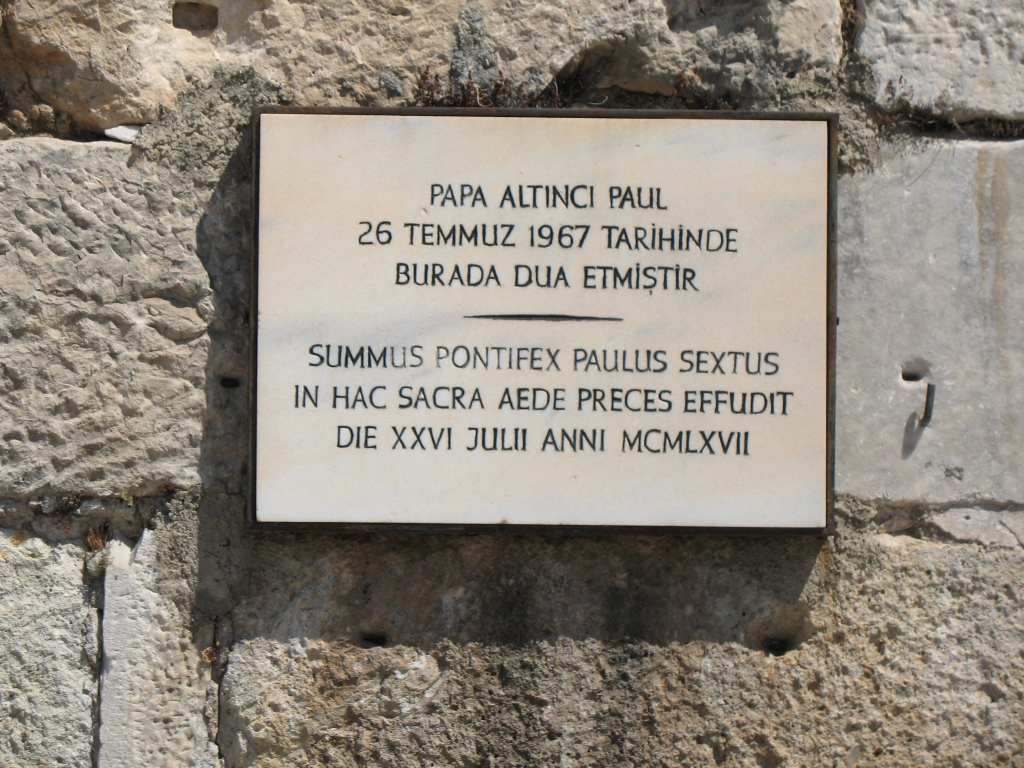 PAPA ALTINCI PAUL
26 TEMMUZ 1967 TARİHİNDE
BURADA DUA ETMİŞTİR
SUMMUS PONTIFEX PAULUS SEXTUS
IN HAC SACRA AEDE PRECES EFFUDIT
DIE XXVI JULII ANNI MCMLXVII